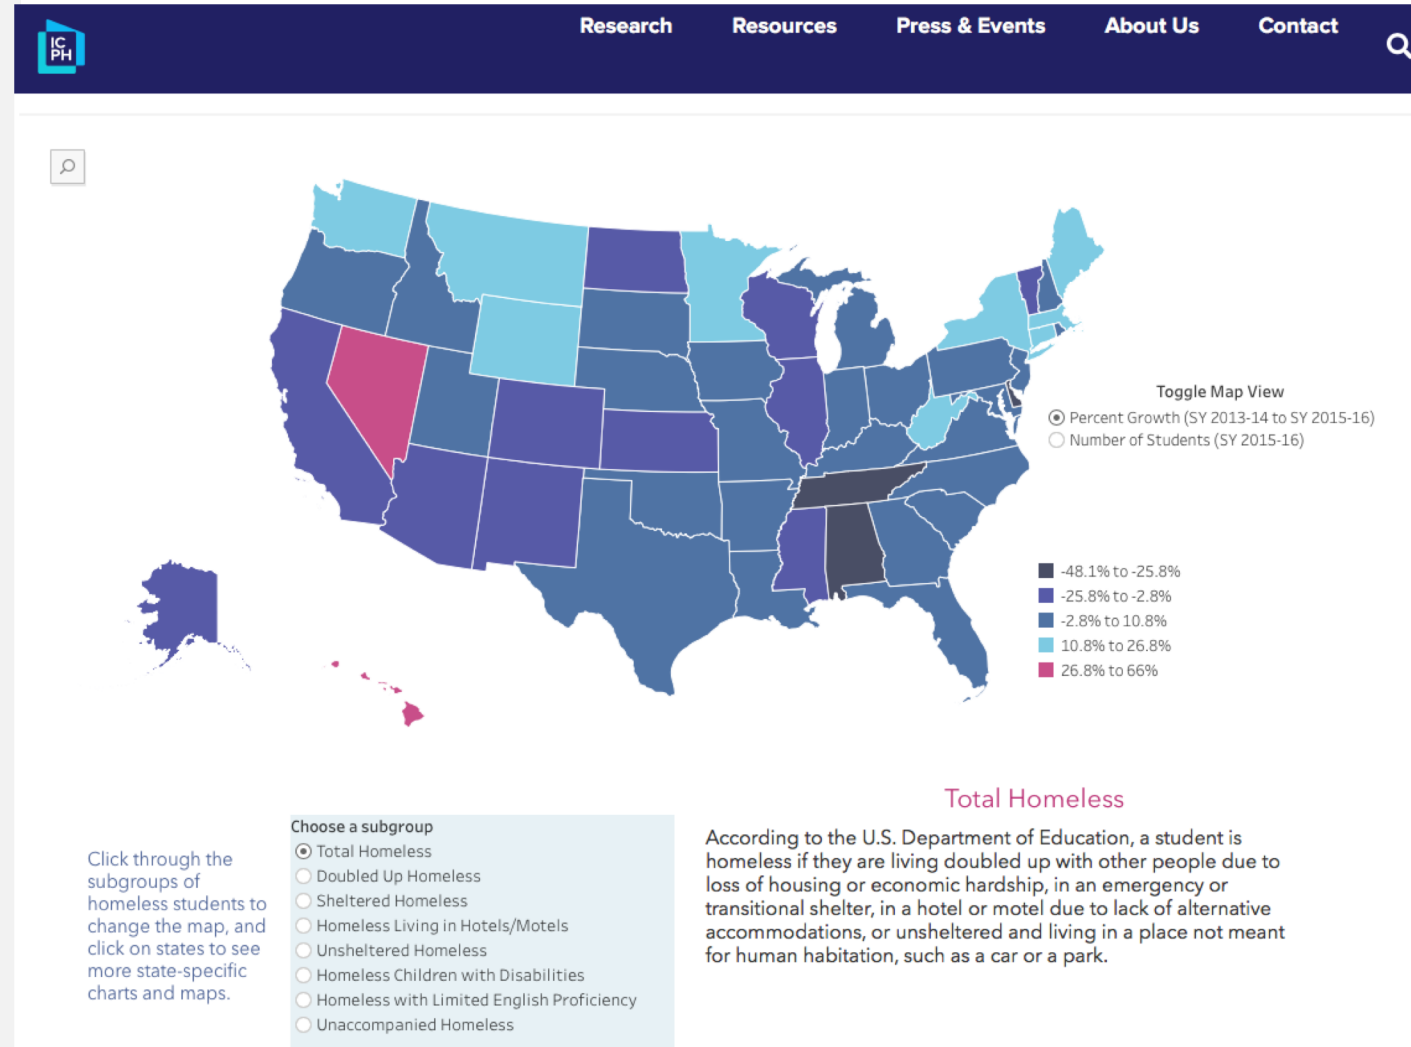 IC
PH
Research
Resources
Press & Events
About Us
Contact
Toggle Map View
Percent Growth (SY 2013-14 to SY 2015-16)
Number of Students (SY 2015-16)
-48.1% to -25.8%
-25.8% to -2.8%
-2.8% to 10.8%
10.8% to 26.8%
26.8% to 66%
Click through the
subgroups of
homeless students to
change the map, and
click on states to see
more state-specific
charts and maps.
Choose a subgroup
Total Homeless
Doubled Up Homeless
Sheltered Homeless
Homeless Living in Hotels/Motels
Unsheltered Homeless
Homeless Children with Disabilities
Homeless with Limited English Proficiency
Unaccompanied Homeless
Total Homeless
According to the U.S. Department of Education, a student is
homeless if they are living doubled up with other people due to
loss of housing or economic hardship, in an emergency or
transitional shelter, in a hotel or motel due to lack of alternative
accommodations, or unsheltered and living in a place not meant
for human habitation, such as a car or a park.